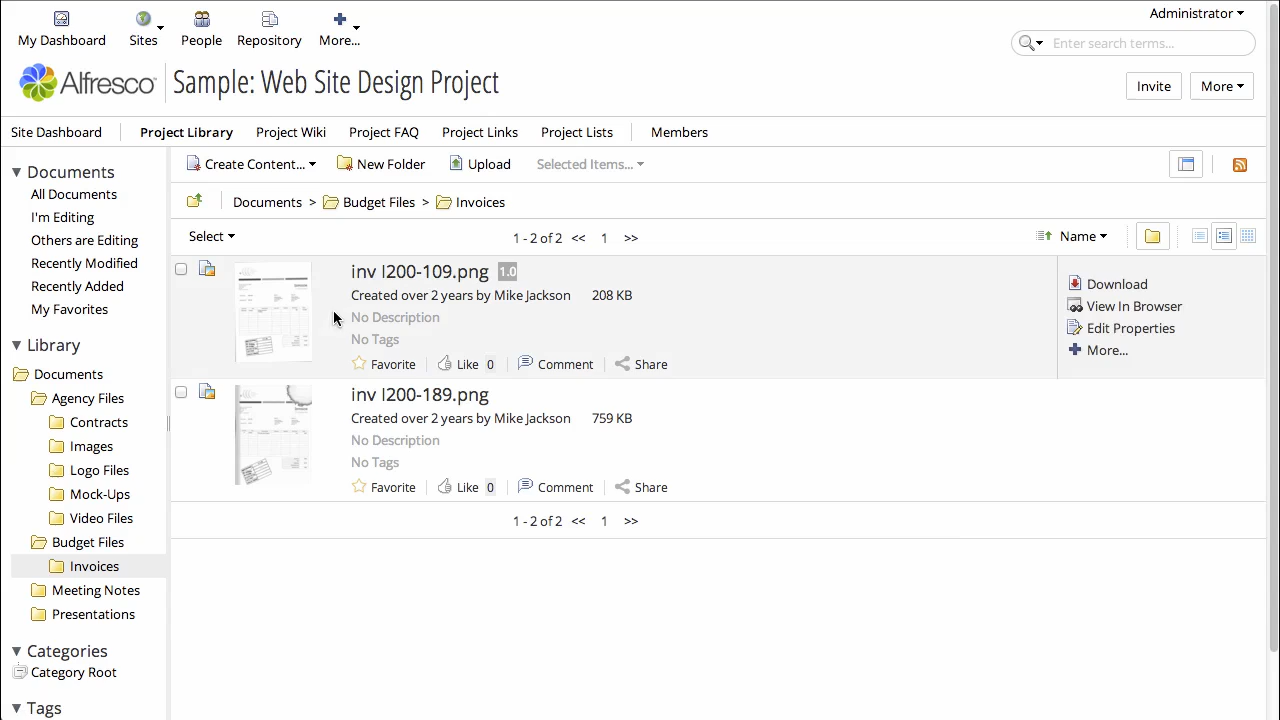 My Dashboard
Sites
People
Repository
More...
Administrator
Enter search terms...
Alfresco
Sample: Web Site Design Project
Invite
More
Site Dashboard
Project Library
Project Wiki
Project FAQ
Project Links
Project Lists
Members
Documents
All Documents
I'm Editing
Others are Editing
Recently Modified
Recently Added
My Favorites
Library
Documents
Agency Files
Contracts
Images
Logo Files
Mock-Ups
Video Files
Budget Files
Invoices
Meeting Notes
Presentations
Categories
Category Root
Tags
Create Content...
New Folder
Upload
Selected Items...
Documents > Budget Files > Invoices
Select
1 - 2 of 2 << 1 >>
Name
inv I200-109.png 1.0
Created over 2 years by Mike Jackson 208 KB
No Description
No Tags
Favorite Like 0 Comment Share
Download
View In Browser
Edit Properties
More...
inv I200-189.png
Created over 2 years by Mike Jackson 759 KB
No Description
No Tags
Favorite Like 0 Comment Share
1 - 2 of 2 << 1 >>